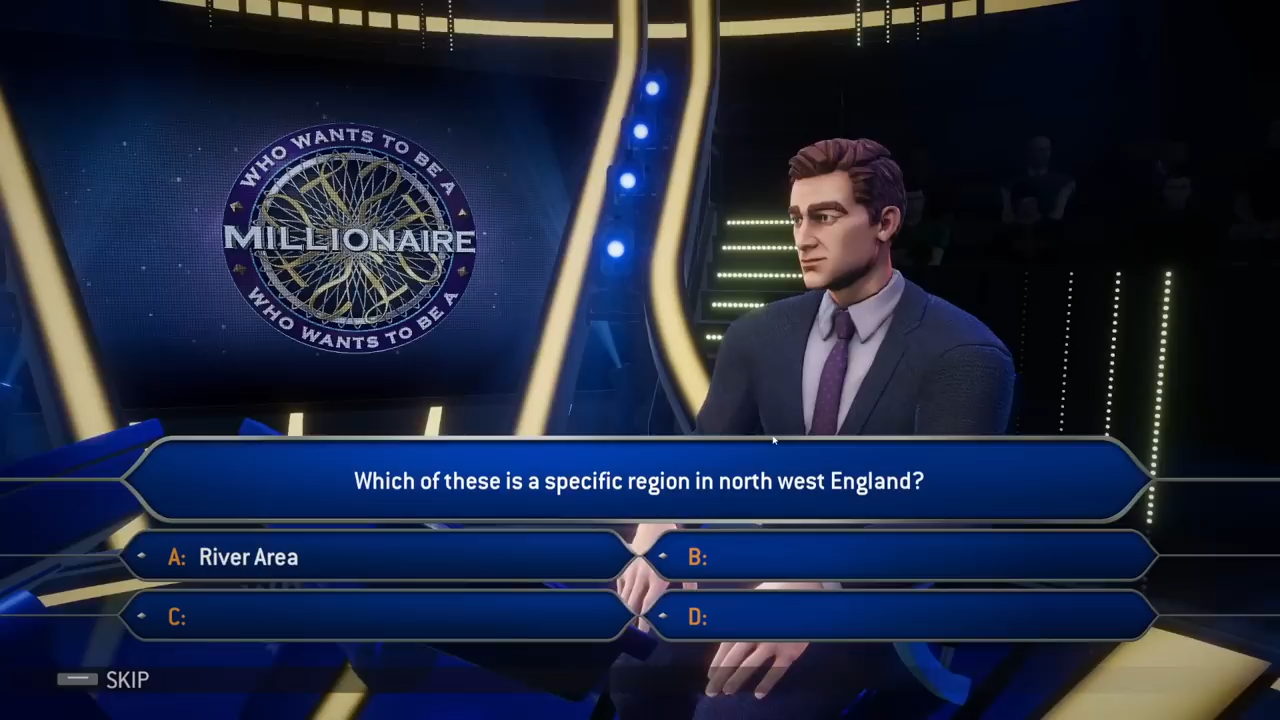 WHO WANTS TO BE A
MILLIONAIRE
WHO WANTS TO BE A
Which of these is a specific region in north west England?
A: River Area
B:
C:
D:
SKIP